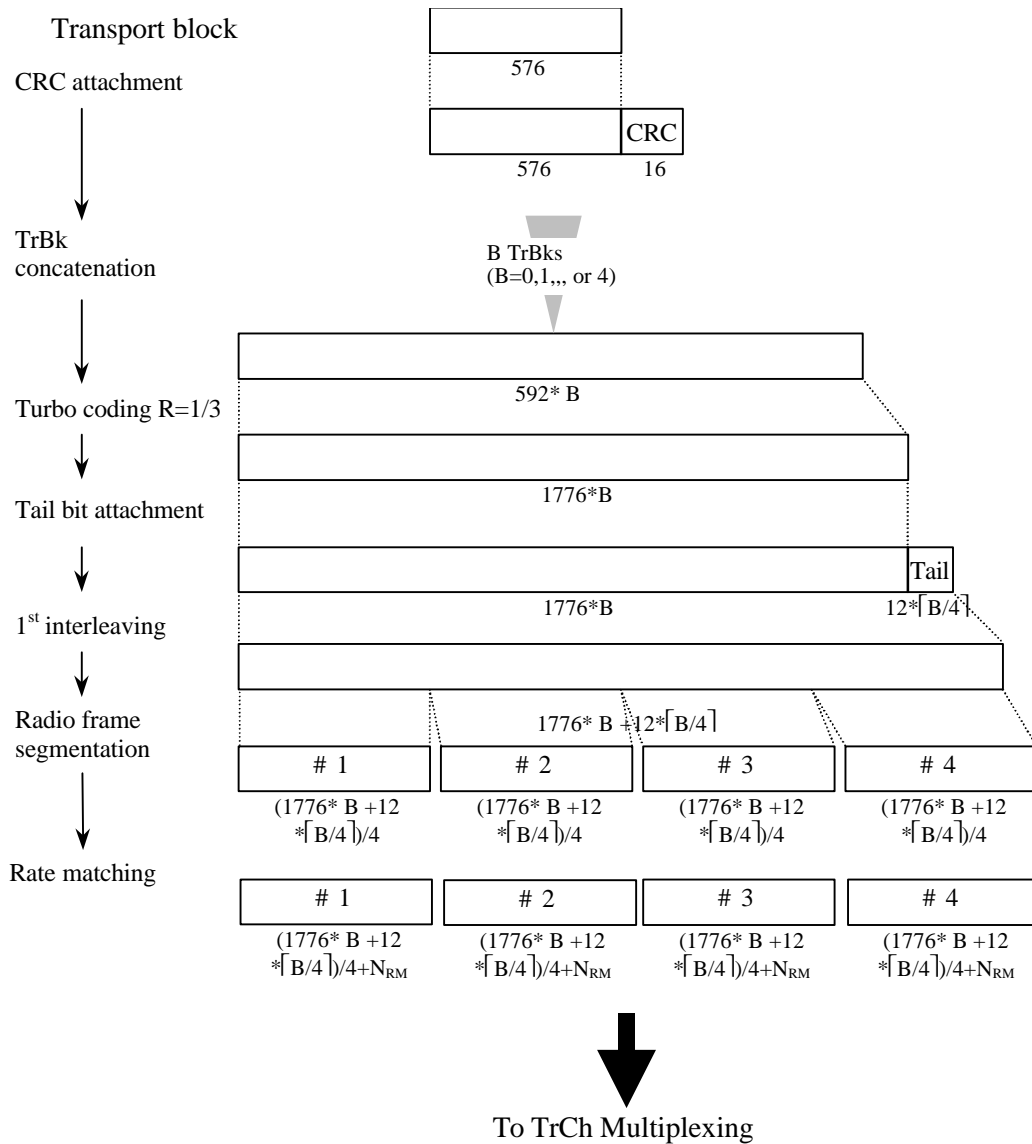 Transport block
576
CRC attachment
CRC
576 16
TrBk
concatenation
B TrBks
(B=0,1,,, or 4)
592* B
Turbo coding R=1/3
1776*B
Tail bit attachment
Tail
1776*B 12*⌈B/4⌉
1st interleaving
Radio frame
segmentation
1776* B +12*⌈B/4⌉
# 1 # 2 # 3 # 4
(1776* B +12 (1776* B +12 (1776* B +12 (1776* B +12
*⌈B/4⌉)/4 *⌈B/4⌉)/4 *⌈B/4⌉)/4 *⌈B/4⌉)/4
Rate matching
# 1 # 2 # 3 # 4
(1776* B +12 (1776* B +12 (1776* B +12 (1776* B +12
*⌈B/4⌉)/4+NRM *⌈B/4⌉)/4+NRM *⌈B/4⌉)/4+NRM *⌈B/4⌉)/4+NRM
To TrCh Multiplexing